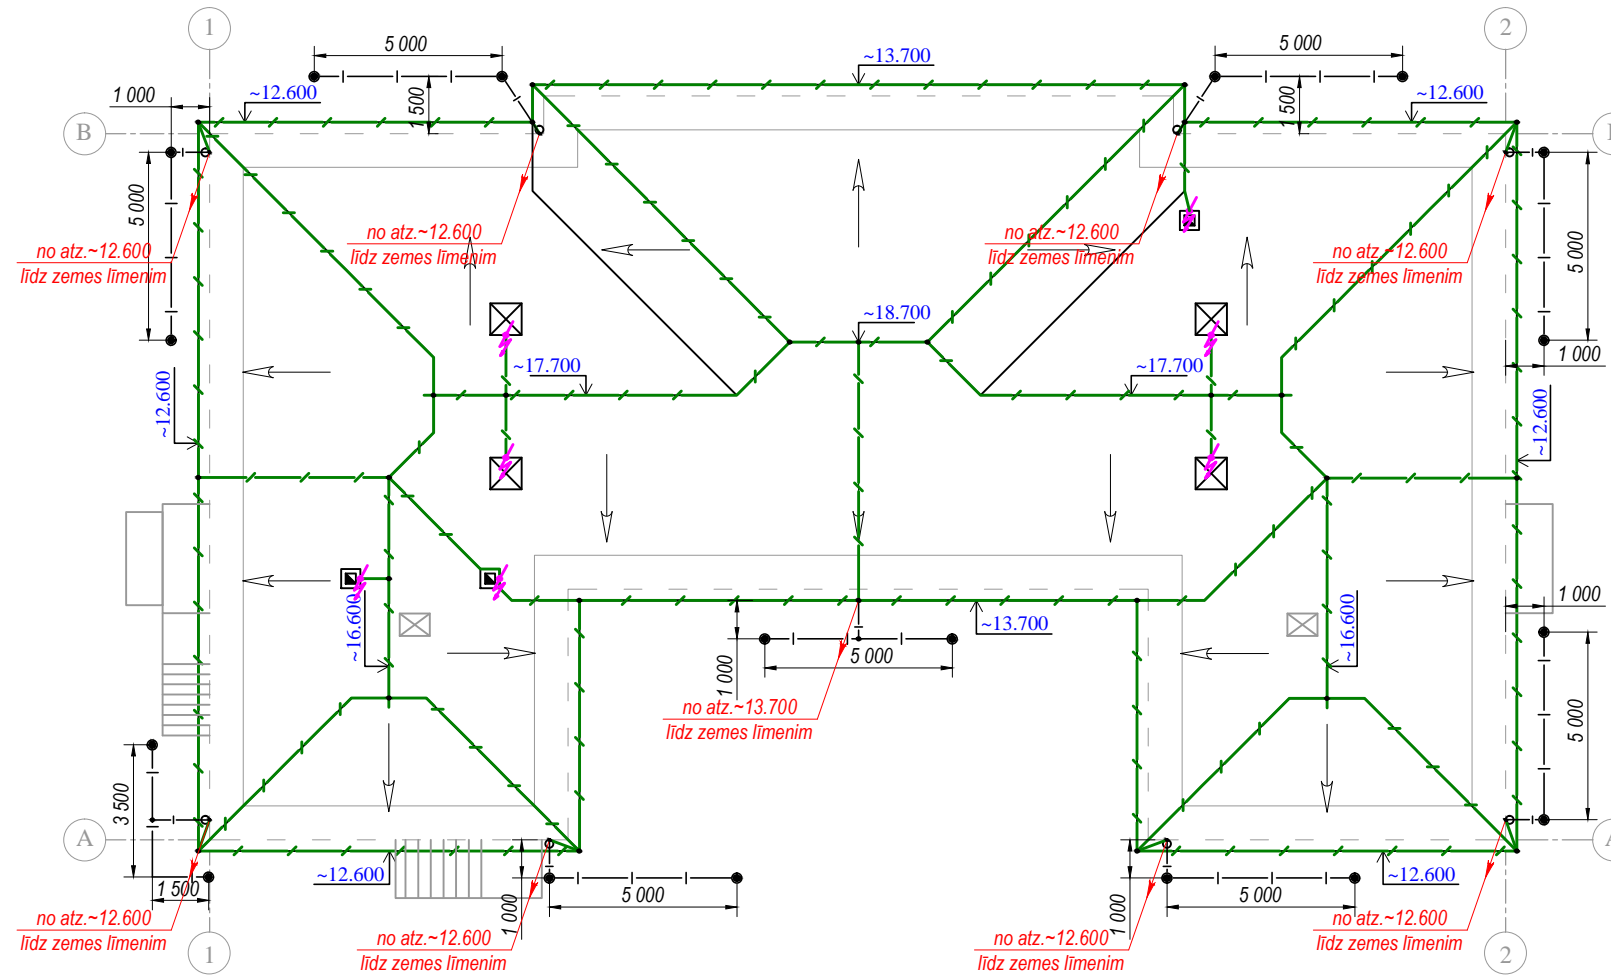 1
2
5 000
~13.700
5 000
1 000
~12.600
1 500
1 500
~12.600
B
5 000
no atz.~12.600
līdz zemes līmenim
no atz.~12.600
līdz zemes līmenim
no atz.~12.600
līdz zemes līmenim
no atz.~12.600
līdz zemes līmenim
5 000
~18.700
~17.700
~17.700
1 000
~12.600
~12.600
~16.600
~13.700
~16.600
1 000
1 000
5 000
no atz.~13.700
līdz zemes līmenim
5 000
3 500
A
~12.600
~12.600
1 500
1 000
5 000
1 000
5 000
no atz.~12.600
līdz zemes līmenim
no atz.~12.600
līdz zemes līmenim
no atz.~12.600
līdz zemes līmenim
no atz.~12.600
līdz zemes līmenim
1
2